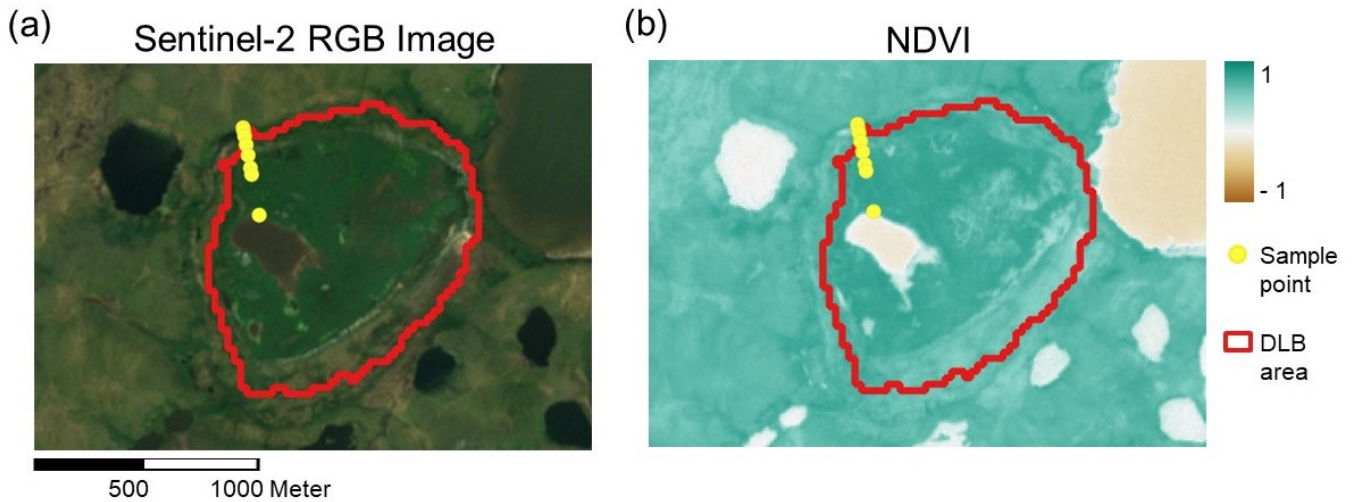 (a)
Sentinel-2 RGB Image
(b)
NDVI
1
- 1
Sample
point
DLB
area
500
1000 Meter